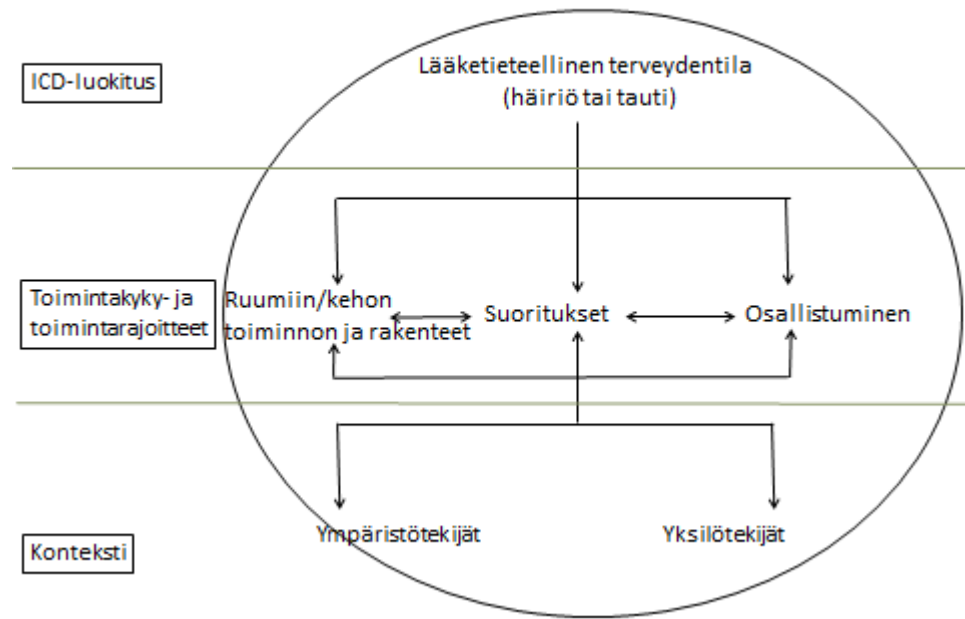 ICD-luokitus
Lääketieteellinen terveydentila
(häiriö tai tauti)
Toimintakyky- ja
toimintarajoitteet
Ruumiin/kehon
toiminnon ja rakenteet
Suoritukset
Osallistuminen
Konteksti
Ympäristötekijät
Yksilötekijät